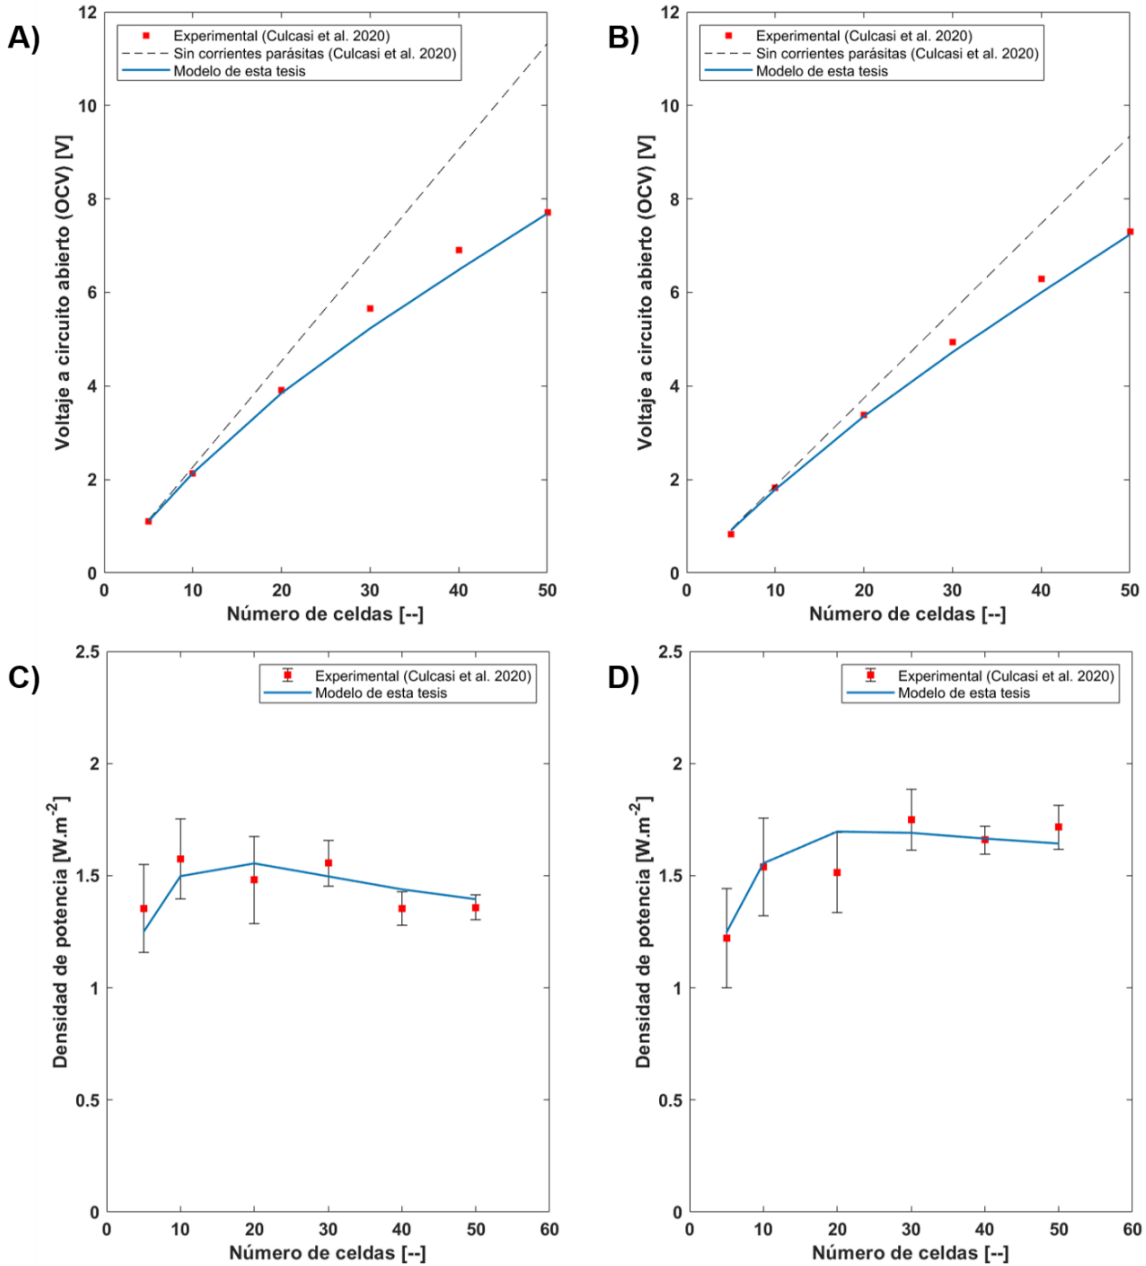 A)
12
10
8
6
4
2
0
Voltaje a circuito abierto (OCV) [V]
Experimental (Culcasi et al. 2020)
Sin corrientes parásitas (Culcasi et al. 2020)
Modelo de esta tesis
0 10 20 30 40 50
Número de celdas [--]
B)
12
10
8
6
4
2
0
Voltaje a circuito abierto (OCV) [V]
Experimental (Culcasi et al. 2020)
Sin corrientes parásitas (Culcasi et al. 2020)
Modelo de esta tesis
0 10 20 30 40 50
Número de celdas [--]
C)
2.5
2
1.5
1
0.5
0
Densidad de potencia [W.m-2]
Experimental (Culcasi et al. 2020)
Modelo de esta tesis
0 10 20 30 40 50 60
Número de celdas [--]
D)
2.5
2
1.5
1
0.5
0
Densidad de potencia [W.m-2]
Experimental (Culcasi et al. 2020)
Modelo de esta tesis
0 10 20 30 40 50 60
Número de celdas [--]